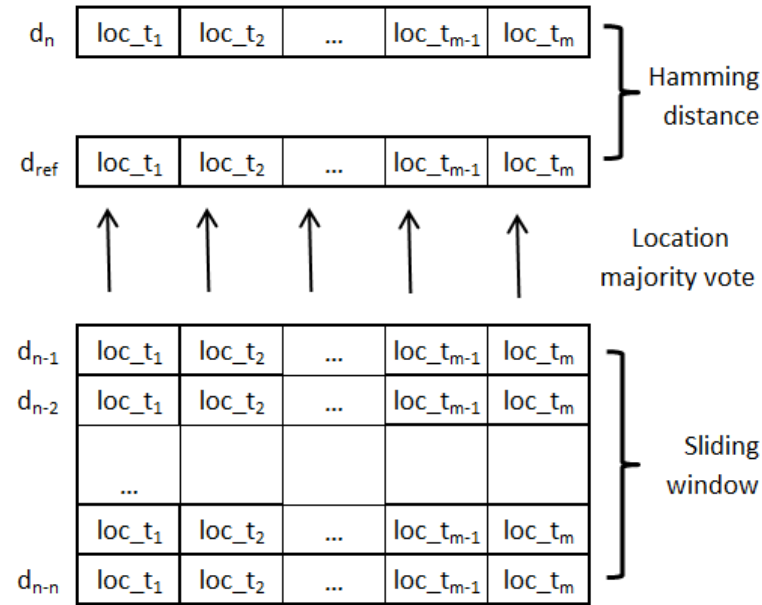 dₙ loc_t₁ loc_t₂ ... loc_tₘ₋₁ loc_tₘ
Hamming
distance
d_ref loc_t₁ loc_t₂ ... loc_tₘ₋₁ loc_tₘ
Location
majority vote
dₙ₋₁ loc_t₁ loc_t₂ ... loc_tₘ₋₁ loc_tₘ
dₙ₋₂ loc_t₁ loc_t₂ ... loc_tₘ₋₁ loc_tₘ
Sliding
window
...
loc_t₁ loc_t₂ ... loc_tₘ₋₁ loc_tₘ
dₙ₋ₙ loc_t₁ loc_t₂ ... loc_tₘ₋₁ loc_tₘ